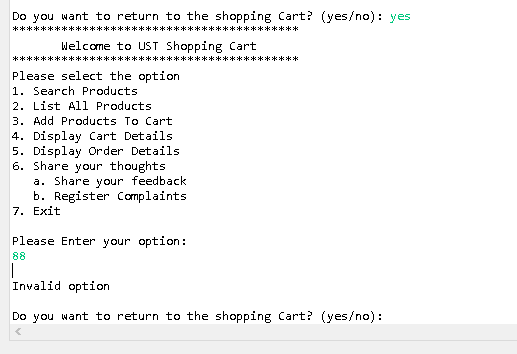 Do you want to return to the shopping Cart? (yes/no): yes
*****************************************
Welcome to UST Shopping Cart
*****************************************
Please select the option
1. Search Products
2. List All Products
3. Add Products To Cart
4. Display Cart Details
5. Display Order Details
6. Share your thoughts
a. Share your feedback
b. Register Complaints
7. Exit
Please Enter your option:
88
Invalid option
Do you want to return to the shopping Cart? (yes/no):